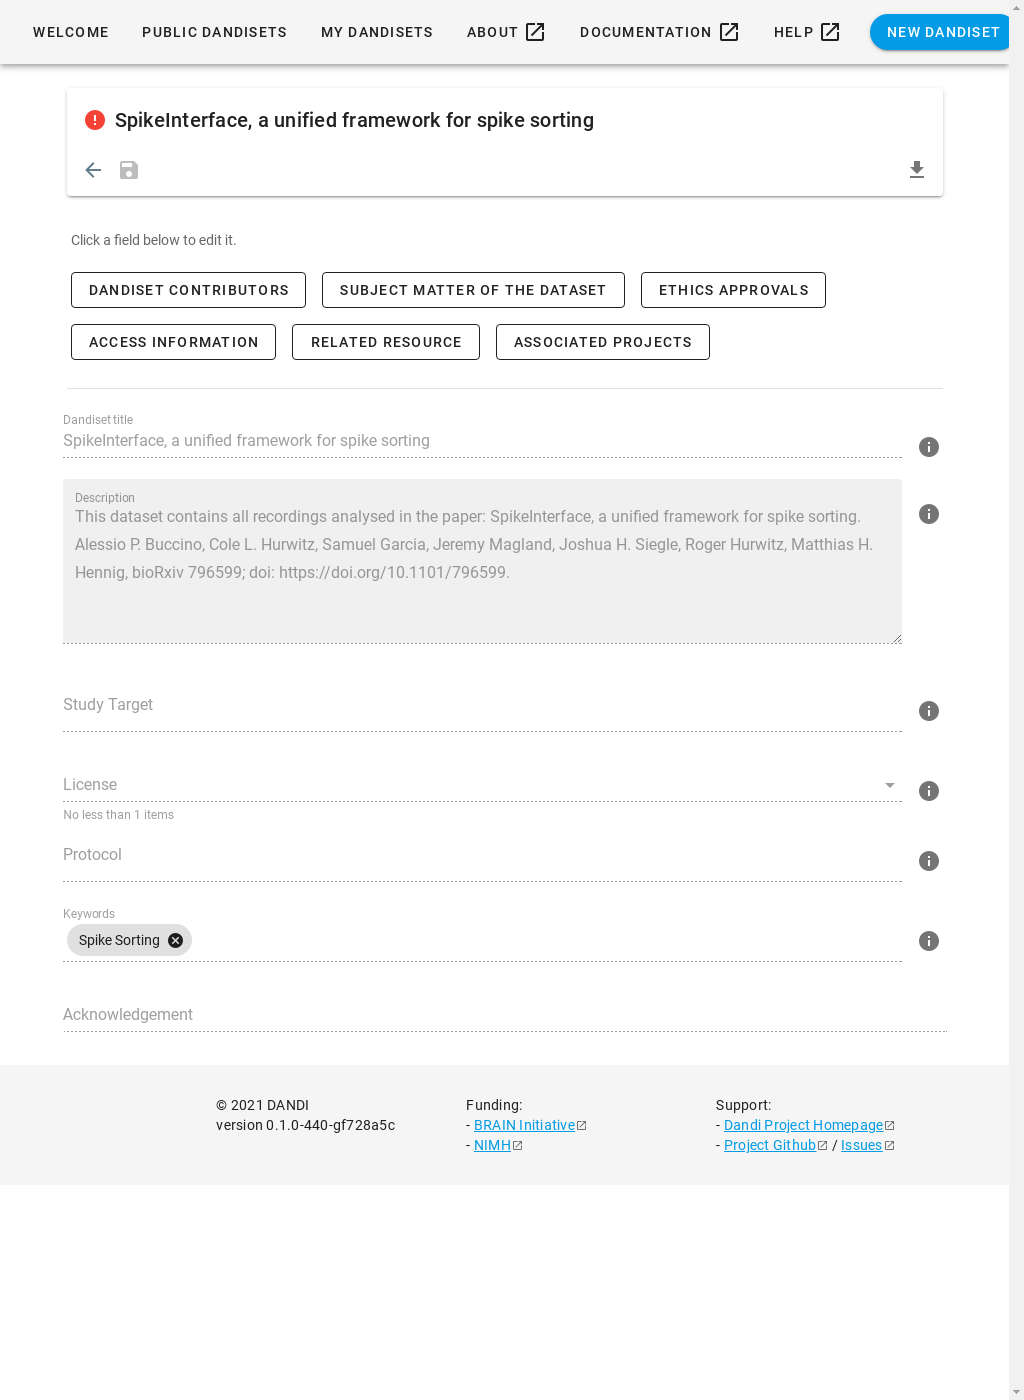 WELCOME PUBLIC DANDISETS MY DANDISETS ABOUT DOCUMENTATION HELP NEW DANDISET
SpikeInterface, a unified framework for spike sorting
Click a field below to edit it.
DANDISET CONTRIBUTORS SUBJECT MATTER OF THE DATASET ETHICS APPROVALS
ACCESS INFORMATION RELATED RESOURCE ASSOCIATED PROJECTS
Dandiset title
SpikeInterface, a unified framework for spike sorting
Description
This dataset contains all recordings analysed in the paper: SpikeInterface, a unified framework for spike sorting.
Alessio P. Buccino, Cole L. Hurwitz, Samuel Garcia, Jeremy Magland, Joshua H. Siegle, Roger Hurwitz, Matthias H.
Hennig, bioRxiv 796599; doi: https://doi.org/10.1101/796599.
Study Target
License
No less than 1 items
Protocol
Keywords
Spike Sorting
Acknowledgement
© 2021 DANDI
version 0.1.0-440-gf728a5c
Funding:
- BRAIN Initiative
- NIMH
Support:
- Dandi Project Homepage
- Project Github / Issues